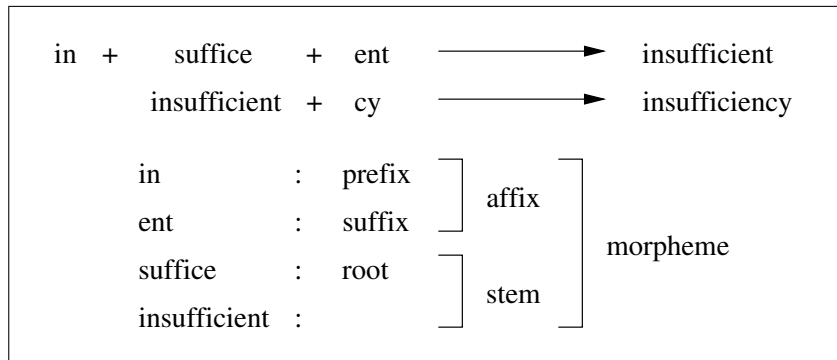 in + suffice + ent insufficient
insufficient + cy insufficiency
in : prefix
affix
ent : suffix
morpheme
suffice : root
stem
insufficient :